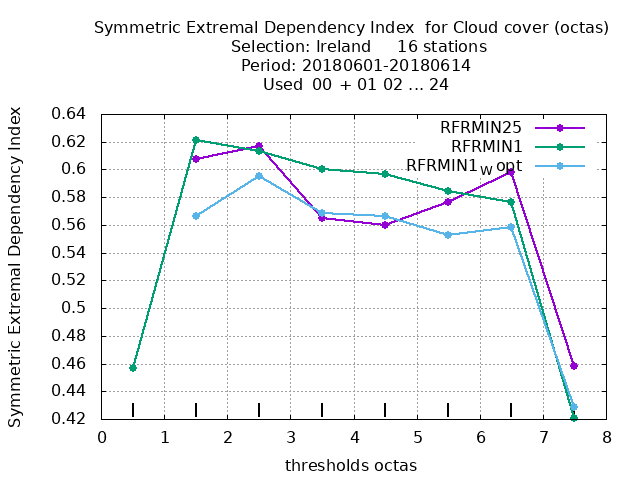 Symmetric Extremal Dependency Index  for Cloud cover (octas)
Selection: Ireland     16 stations
Period: 20180601-20180614
Used  00  + 01 02 ... 24
Symmetric Extremal Dependency Index
0.64
0.62
0.6
0.58
0.56
0.54
0.52
0.5
0.48
0.46
0.44
0.42
RFRMIN25
RFRMIN1
RFRMIN1wopt
0 1 2 3 4 5 6 7 8
thresholds octas